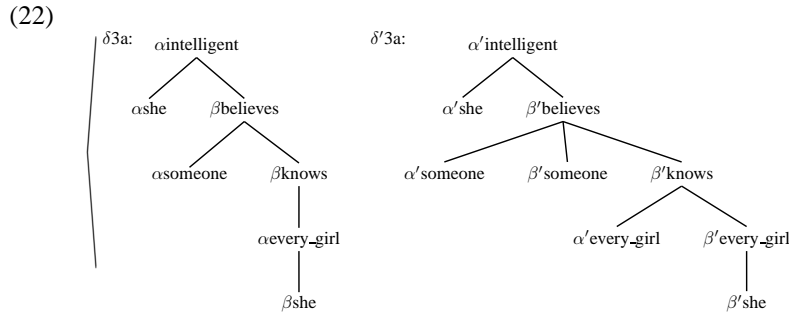 (22)
δ3a: αintelligent δ′3a: α′intelligent
αshe βbelieves α′she β′believes
αsomeone βknows α′someone β′someone β′knows
αevery_girl α′every_girl β′every_girl
βshe β′she